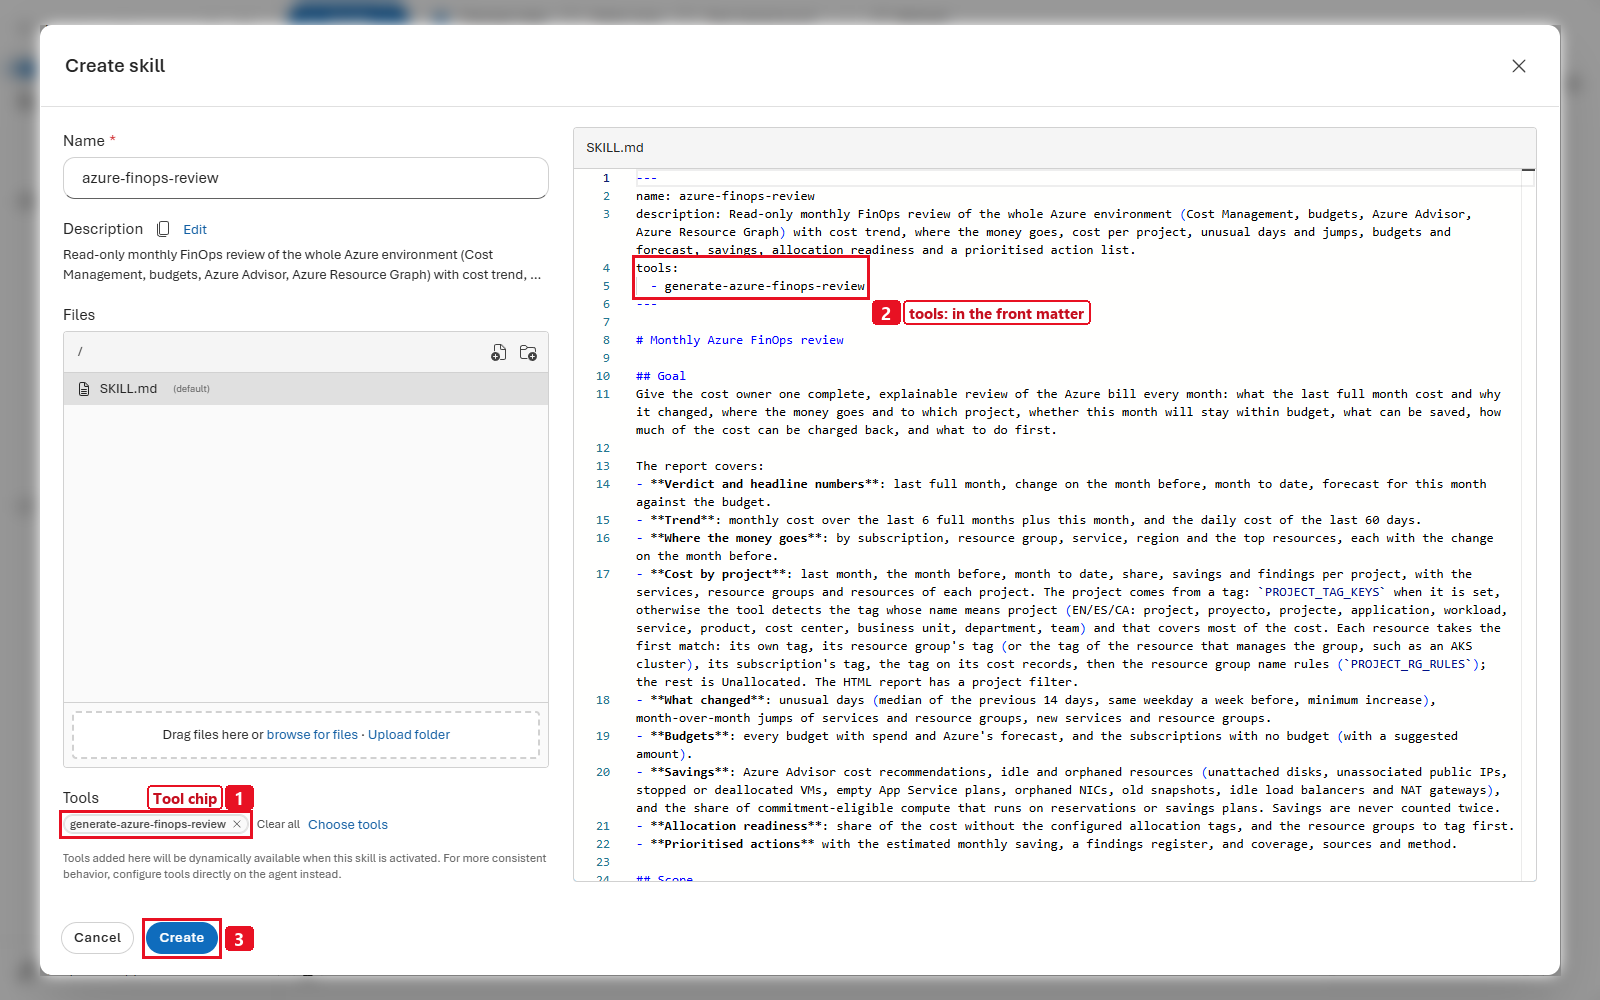 Create skill
Name *
azure-finops-review
Description Edit
Read-only monthly FinOps review of the whole Azure environment (Cost
Management, budgets, Azure Advisor, Azure Resource Graph) with cost trend, ...
Files
/
SKILL.md (default)
Drag files here or browse for files · Upload folder
Tools
Tool chip 1
generate-azure-finops-review × Clear all Choose tools
Tools added here will be dynamically available when this skill is activated. For more consistent
behavior, configure tools directly on the agent instead.
Cancel
Create
3
SKILL.md
1 ---
2 name: azure-finops-review
3 description: Read-only monthly FinOps review of the whole Azure environment (Cost Management, budgets, Azure Advisor,
Azure Resource Graph) with cost trend, where the money goes, cost per project, unusual days and jumps, budgets and
forecast, savings, allocation readiness and a prioritised action list.
4 tools:
5 - generate-azure-finops-review
6 ---
2 tools: in the front matter
7
8 # Monthly Azure FinOps review
9
10 ## Goal
11 Give the cost owner one complete, explainable review of the Azure bill every month: what the last full month cost and why
it changed, where the money goes and to which project, whether this month will stay within budget, what can be saved, how
much of the cost can be charged back, and what to do first.
12
13 The report covers:
14 - **Verdict and headline numbers**: last full month, change on the month before, month to date, forecast for this month
against the budget.
15 - **Trend**: monthly cost over the last 6 full months plus this month, and the daily cost of the last 60 days.
16 - **Where the money goes**: by subscription, resource group, service, region and the top resources, each with the change
on the month before.
17 - **Cost by project**: last month, the month before, month to date, share, savings and findings per project, with the
services, resource groups and resources of each project. The project comes from a tag: `PROJECT_TAG_KEYS` when it is set,
otherwise the tool detects the tag whose name means project (EN/ES/CA: project, proyecto, projecte, application, workload,
service, product, cost center, business unit, department, team) and that covers most of the cost. Each resource takes the
first match: its own tag, its resource group's tag (or the tag of the resource that manages the group, such as an AKS
cluster), its subscription's tag, the tag on its cost records, then the resource group name rules (`PROJECT_RG_RULES`);
the rest is Unallocated. The HTML report has a project filter.
18 - **What changed**: unusual days (median of the previous 14 days, same weekday a week before, minimum increase),
month-over-month jumps of services and resource groups, new services and resource groups.
19 - **Budgets**: every budget with spend and Azure's forecast, and the subscriptions with no budget (with a suggested
amount).
20 - **Savings**: Azure Advisor cost recommendations, idle and orphaned resources (unattached disks, unassociated public IPs,
stopped or deallocated VMs, empty App Service plans, orphaned NICs, old snapshots, idle load balancers and NAT gateways),
and the share of commitment-eligible compute that runs on reservations or savings plans. Savings are never counted twice.
21 - **Allocation readiness**: share of the cost without the configured allocation tags, and the resource groups to tag first.
22 - **Prioritised actions** with the estimated monthly saving, a findings register, and coverage, sources and method.
23
24 ## Scope